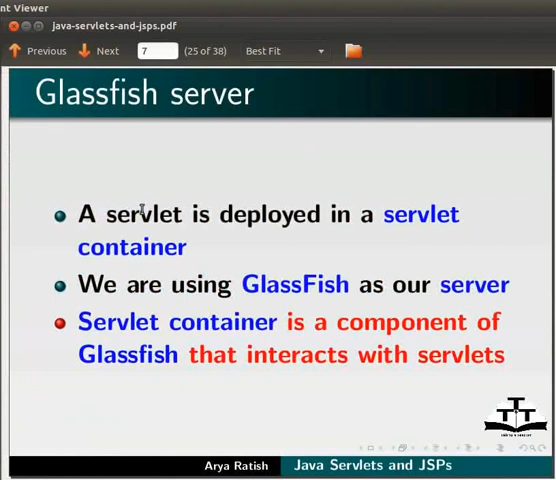 nt Viewer
java-servlets-and-jsps.pdf
Previous Next 7 (25 of 38) Best Fit
Glassfish server
A servlet is deployed in a servlet
container
We are using GlassFish as our server
Servlet container is a component of
Glassfish that interacts with servlets
TTT
Arya Ratish Java Servlets and JSPs